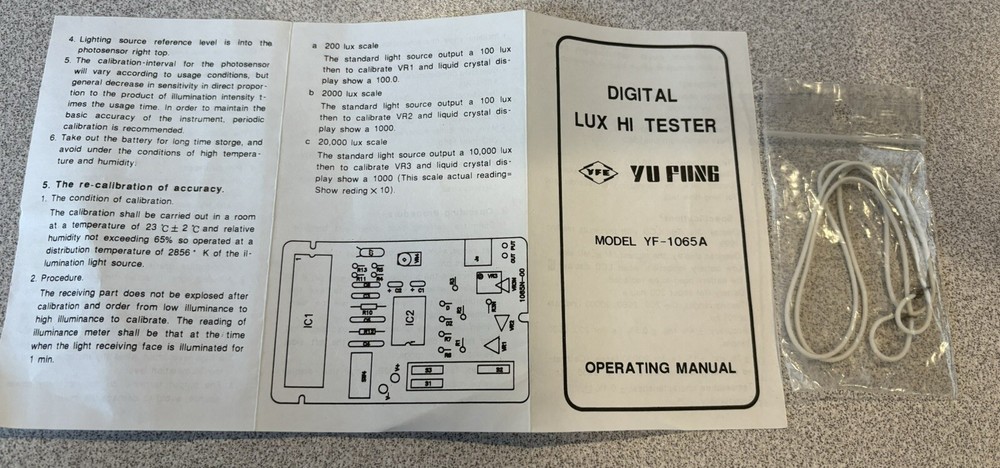 4. Lighting source reference level is into the
photosensor right top.
5. The calibration-interval for the photosensor
will vary according to usage conditions, but
general decrease in sensitivity in direct propor-
tion to the product of illumination intensity t-
imes the usage time. In order to maintain the
basic accuracy of the instrument, periodic
calibration is recommended.
6. Take out the battery for long time storge, and
avoid under the conditions of high tempera-
ture and humidity.
5. The re-calibration of accuracy.
1. The condition of calibration.
The calibration shall be carried out in a room
at a temperature of 23 ℃ ± 2 ℃ and relative
humidity not exceeding 65% so operated at a
distribution temperature of 2856° K of the il-
lumination light source.
2. Procedure.
The receiving part does not be explosed after
calibration and order from low illuminance to
high illuminance to calibrate. The reading of
illuminance meter shall be that at the time
when the light receiving face is illuminated for
1 min.
a 200 lux scale
The standard light source output a 100 lux
then to calibrate VR1 and liquid crystal dis-
play show a 100.0.
b 2000 lux scale
The standard light source output a 100 lux
then to calibrate VR2 and liquid crystal dis-
play show a 1000.
c 20,000 lux scale
The standard light source output a 10,000 lux
then to calibrate VR3 and liquid crystal dis-
play show a 1000 (This scale actual reading=
Show reding × 10).
IC1
IC2
R10
VR3
VR2
VR1
R1
S3
S1
S2
OUT PUT
1065N-00
DIGITAL
LUX HI TESTER
YFE YU FUNG
MODEL YF-1065A
OPERATING MANUAL